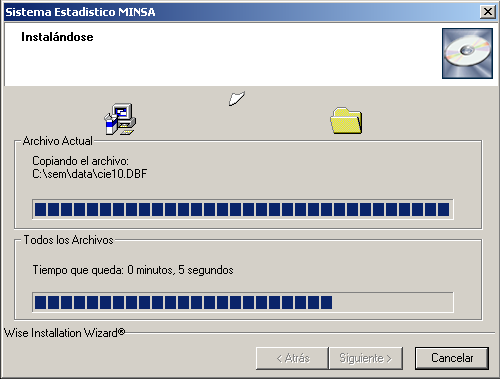 Sistema Estadistico MINSA
Instalándose
Archivo Actual
Copiando el archivo:
C:\sem\data\cie10.DBF
Todos los Archivos
Tiempo que queda: 0 minutos, 5 segundos
Wise Installation Wizard®
< Atrás
Siguiente >
Cancelar